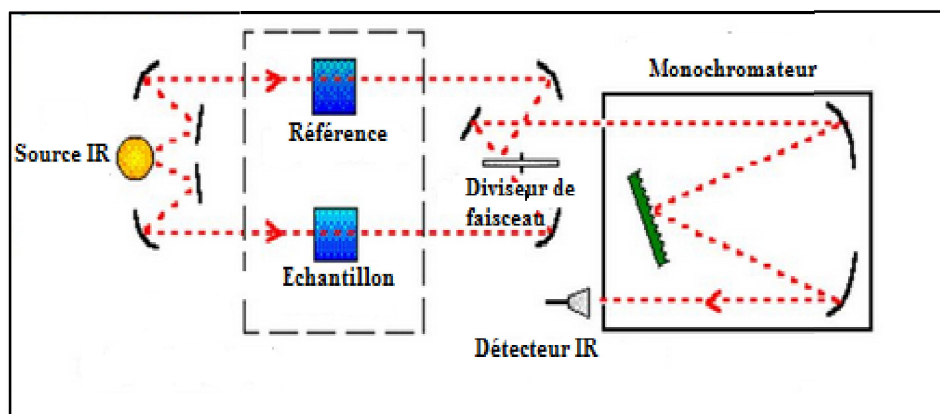 Monochromateur
Référence
Source IR
Diviseur de
faisceau
Echantillon
Détecteur IR